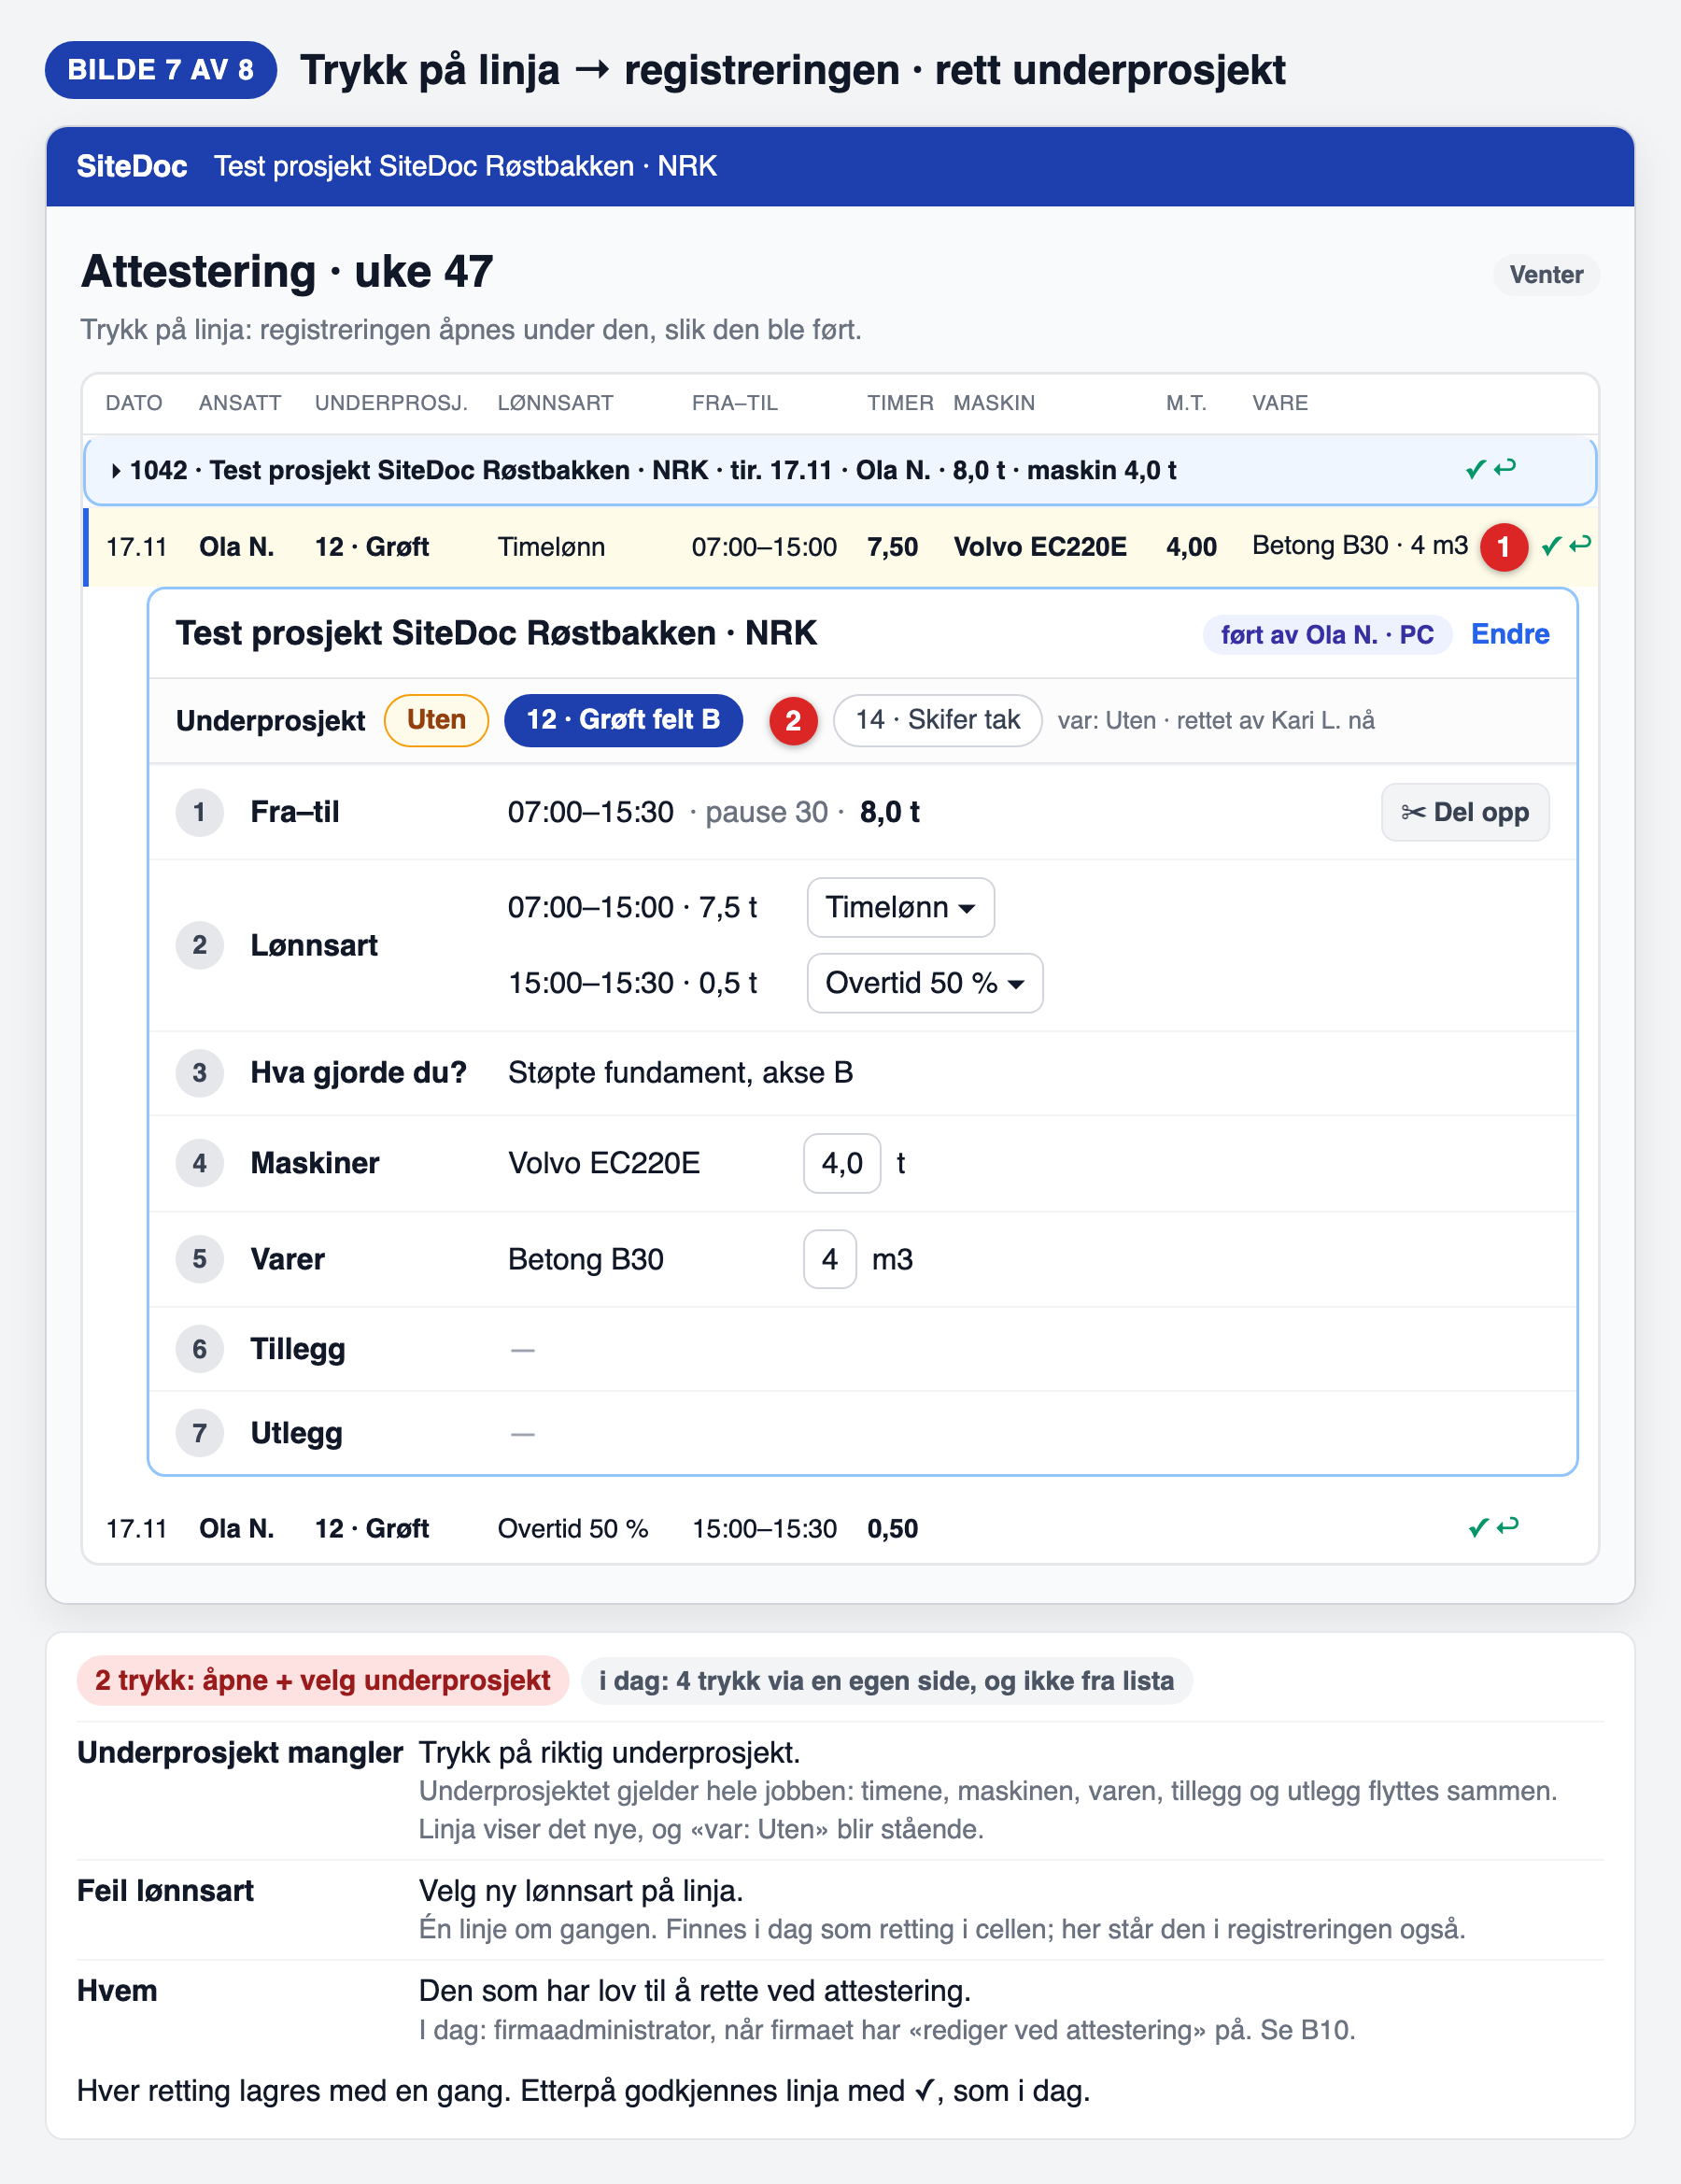 BILDE 7 AV 8 Trykk på linja → registreringen · rett underprosjekt
SiteDoc Test prosjekt SiteDoc Røstbakken · NRK
Attestering · uke 47 Venter
Trykk på linja: registreringen åpnes under den, slik den ble ført.
DATO ANSATT UNDERPROSJ. LØNNSART FRA–TIL TIMER MASKIN M.T. VARE
▸ 1042 · Test prosjekt SiteDoc Røstbakken · NRK · tir. 17.11 · Ola N. · 8,0 t · maskin 4,0 t ✓ ↩
17.11 Ola N. 12 · Grøft Timelønn 07:00–15:00 7,50 Volvo EC220E 4,00 Betong B30 · 4 m3 1 ✓ ↩
Test prosjekt SiteDoc Røstbakken · NRK ført av Ola N. · PC Endre
Underprosjekt Uten 12 · Grøft felt B 2 14 · Skifer tak var: Uten · rettet av Kari L. nå
1 Fra–til 07:00–15:30 · pause 30 · 8,0 t ✂ Del opp
2 Lønnsart 07:00–15:00 · 7,5 t Timelønn ▾
15:00–15:30 · 0,5 t Overtid 50 % ▾
3 Hva gjorde du? Støpte fundament, akse B
4 Maskiner Volvo EC220E 4,0 t
5 Varer Betong B30 4 m3
6 Tillegg —
7 Utlegg —
17.11 Ola N. 12 · Grøft Overtid 50 % 15:00–15:30 0,50 ✓ ↩
2 trykk: åpne + velg underprosjekt i dag: 4 trykk via en egen side, og ikke fra lista
Underprosjekt mangler Trykk på riktig underprosjekt.
Underprosjektet gjelder hele jobben: timene, maskinen, varen, tillegg og utlegg flyttes sammen.
Linja viser det nye, og «var: Uten» blir stående.
Feil lønnsart Velg ny lønnsart på linja.
Én linje om gangen. Finnes i dag som retting i cellen; her står den i registreringen også.
Hvem Den som har lov til å rette ved attestering.
I dag: firmaadministrator, når firmaet har «rediger ved attestering» på. Se B10.
Hver retting lagres med en gang. Etterpå godkjennes linja med ✓, som i dag.